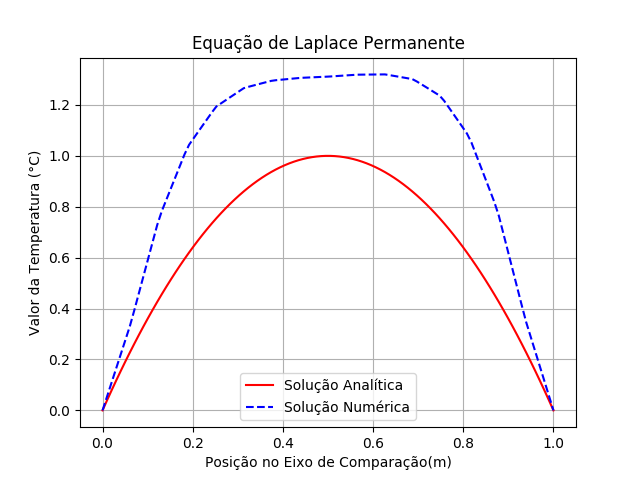 Equação de Laplace Permanente
Valor da Temperatura (°C)
1.2
1.0
0.8
0.6
0.4
0.2
0.0
Solução Analítica
Solução Numérica
0.0 0.2 0.4 0.6 0.8 1.0
Posição no Eixo de Comparação(m)